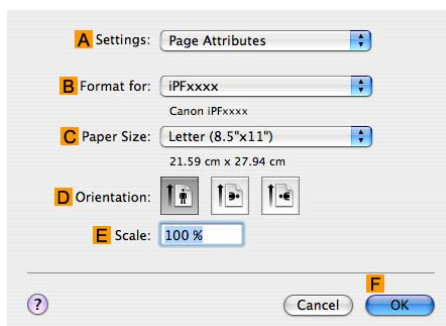 A Settings: Page Attributes
B Format for: iPFxxxx
Canon iPFxxxx
C Paper Size: Letter (8.5"x11")
21.59 cm x 27.94 cm
D Orientation:
E Scale: 100 %
F
? Cancel OK